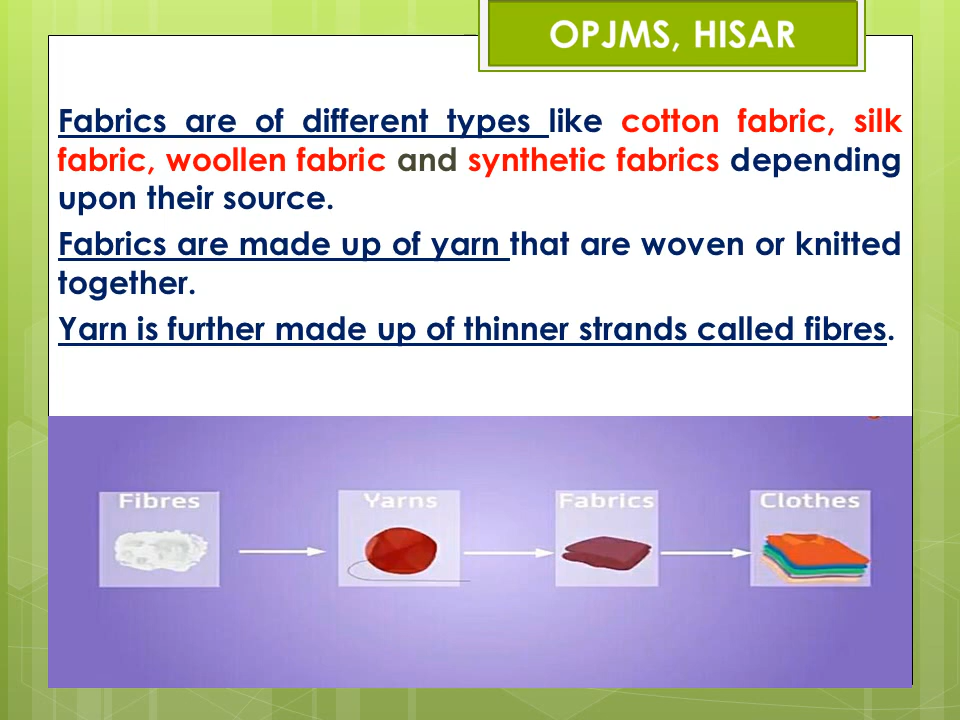 OPJMS, HISAR
Fabrics are of different types like cotton fabric, silk
fabric, woollen fabric and synthetic fabrics depending
upon their source.
Fabrics are made up of yarn that are woven or knitted
together.
Yarn is further made up of thinner strands called fibres.
Fibres
Yarns
Fabrics
Clothes